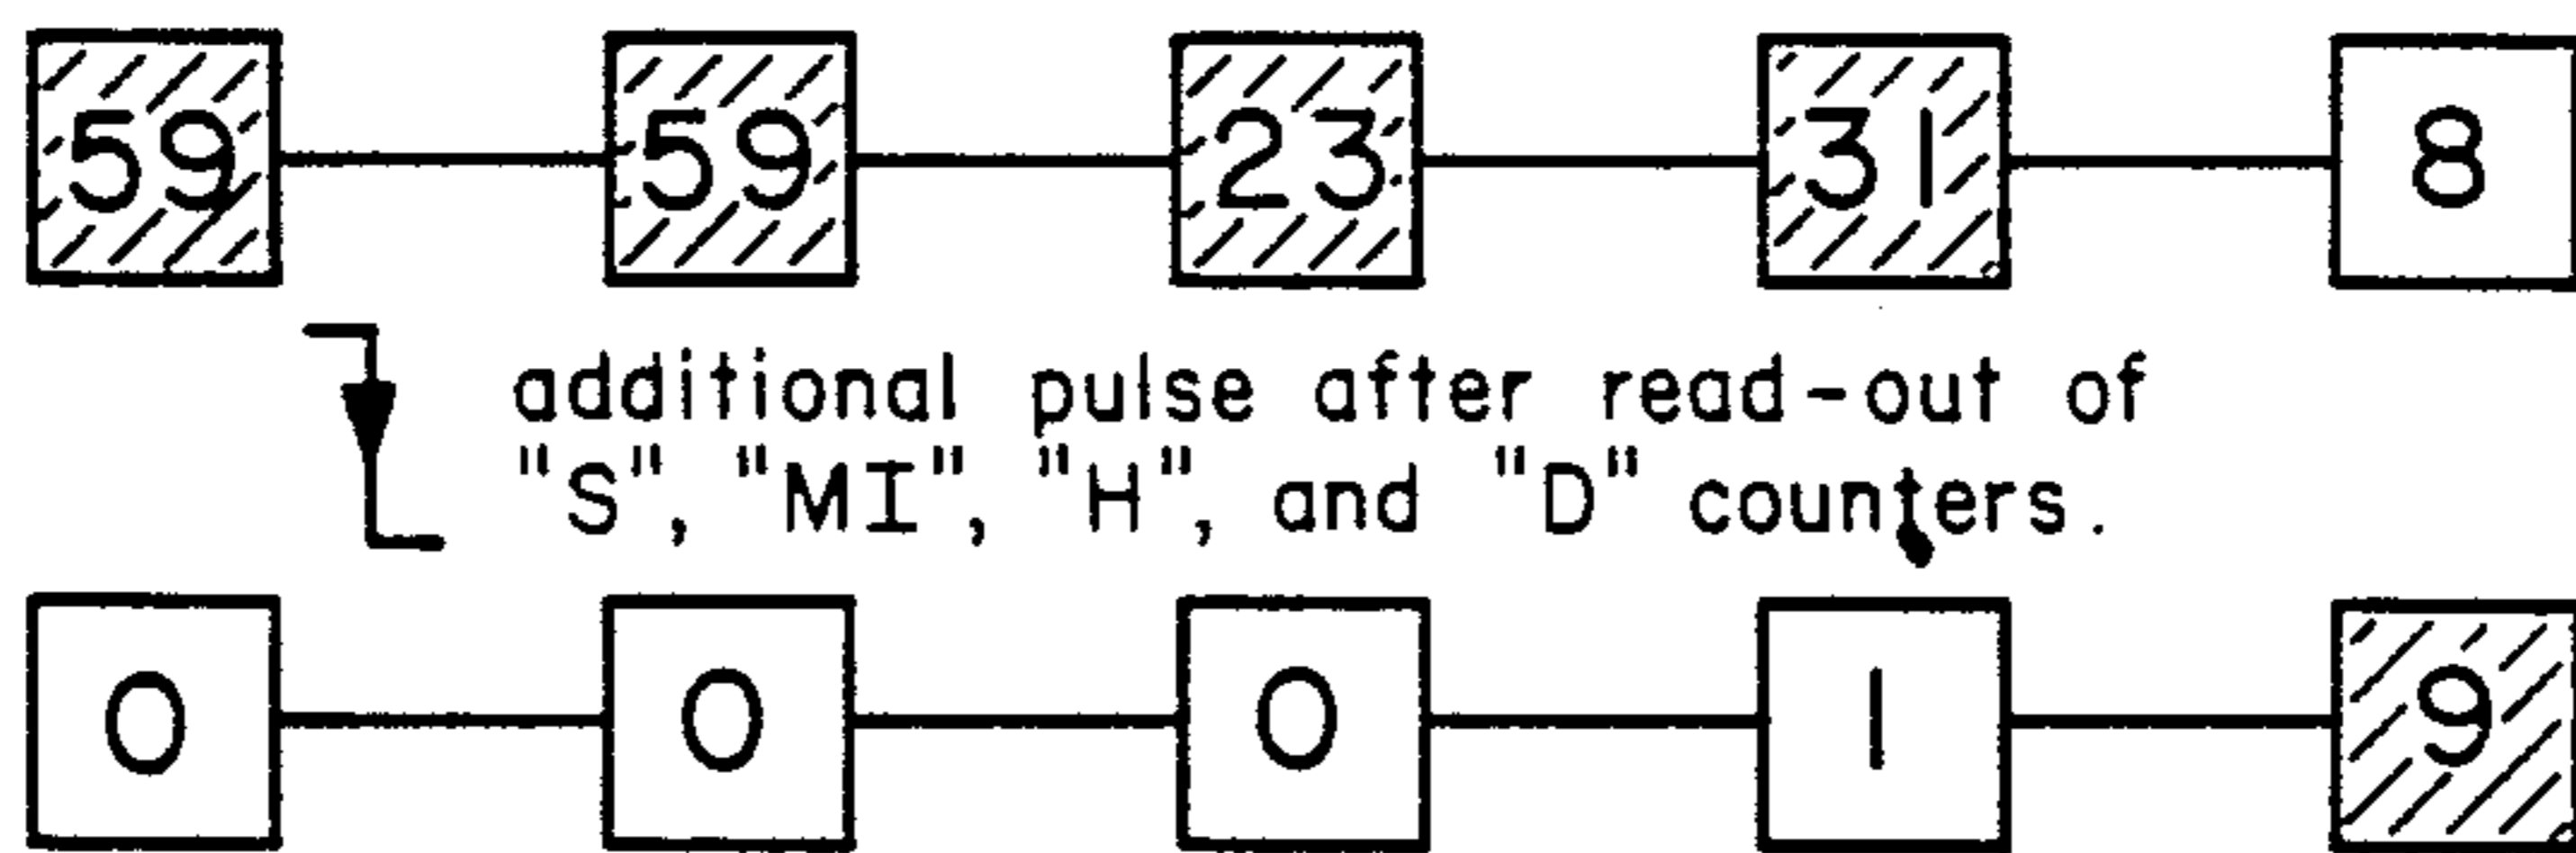 59 59 23 31 8
additional pulse after read-out of
"S", "MI", "H", and "D" counters.
0 0 0 1 9